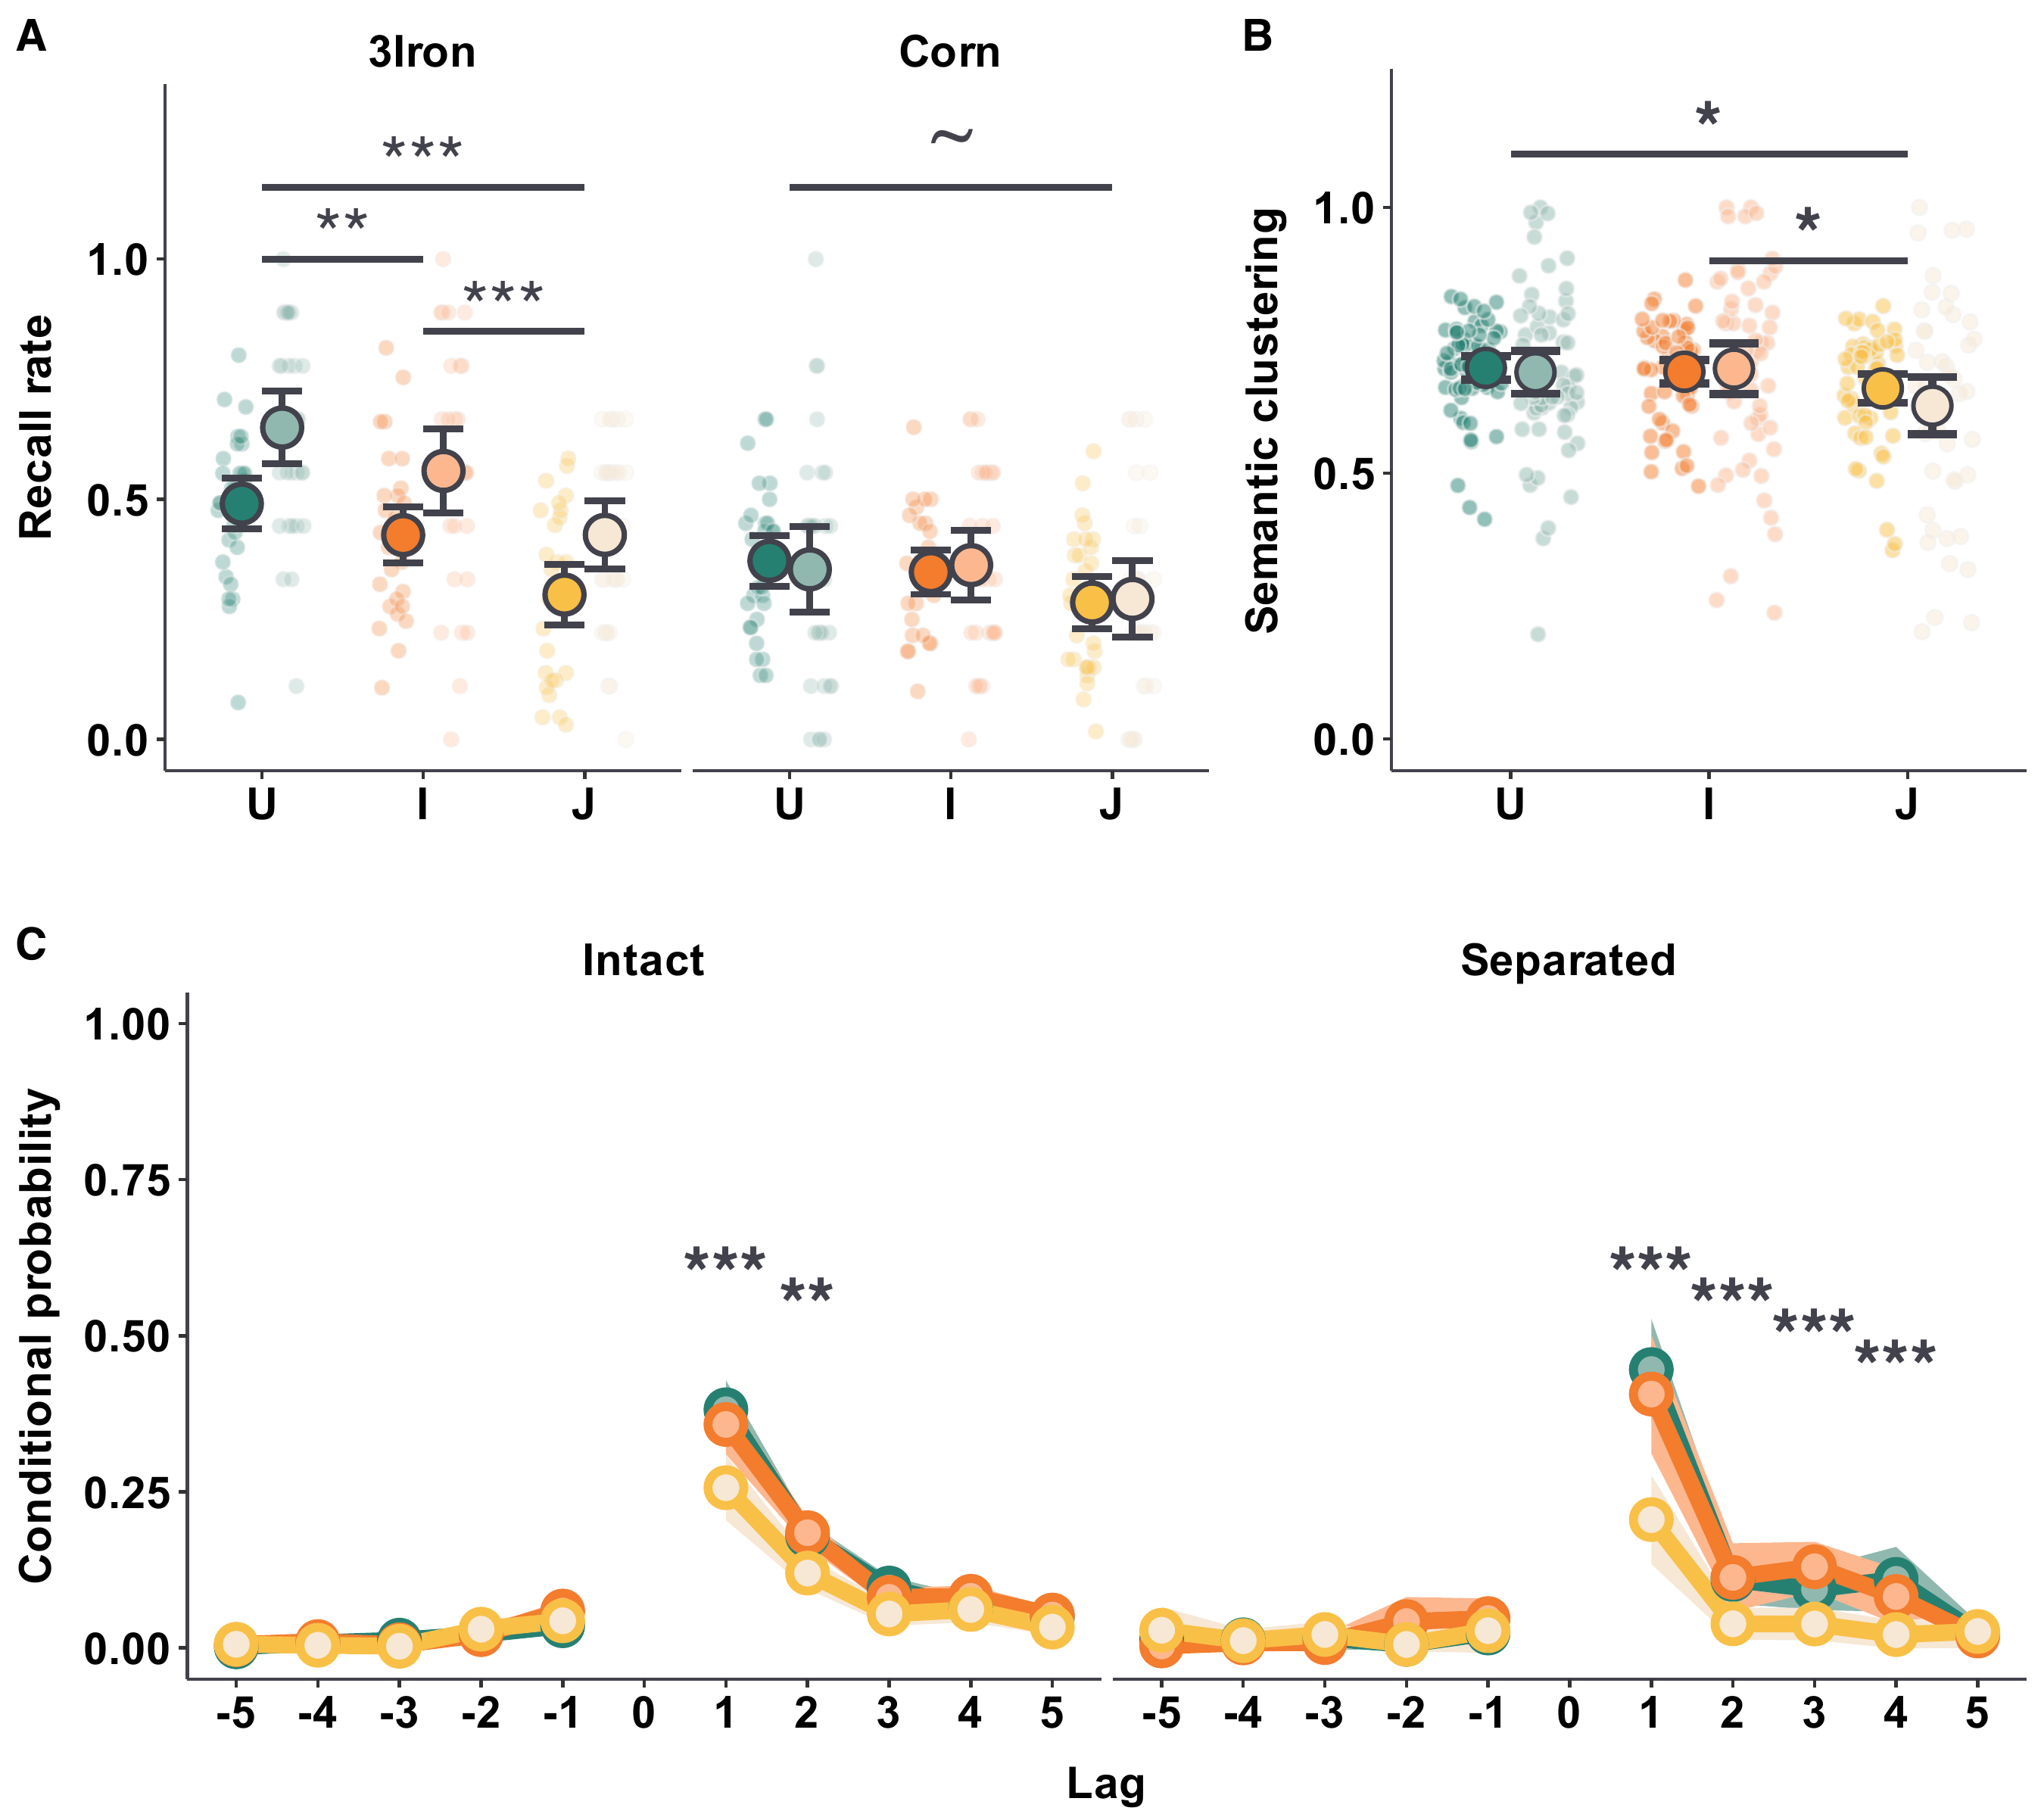 A
3Iron
Corn
B
***
~
*
**
***
*
Recall rate
1.0
0.5
0.0
U I J
U I J
Semantic clustering
1.0
0.5
0.0
U I J
C
Intact
Separated
Conditional probability
1.00
0.75
0.50
0.25
0.00
*** **
*** *** *** ***
-5 -4 -3 -2 -1 0 1 2 3 4 5
-5 -4 -3 -2 -1 0 1 2 3 4 5
Lag